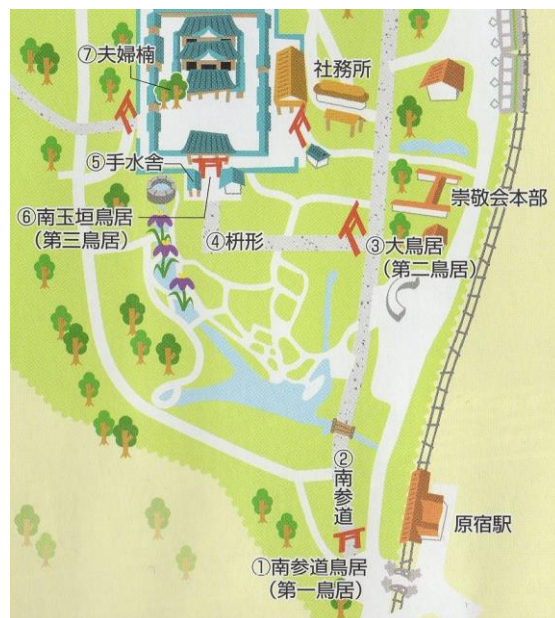 ⑦夫婦楠
社務所
⑤手水舎
崇敬会本部
⑥南玉垣鳥居
(第三鳥居)
④枡形
③大鳥居
(第二鳥居)
②南参道
原宿駅
①南参道鳥居
(第一鳥居)